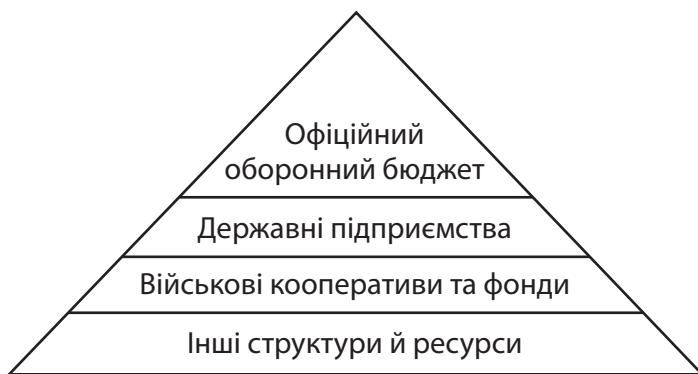 Офіційний
оборонний бюджет
Державні підприємства
Військові кооперативи та фонди
Інші структури й ресурси